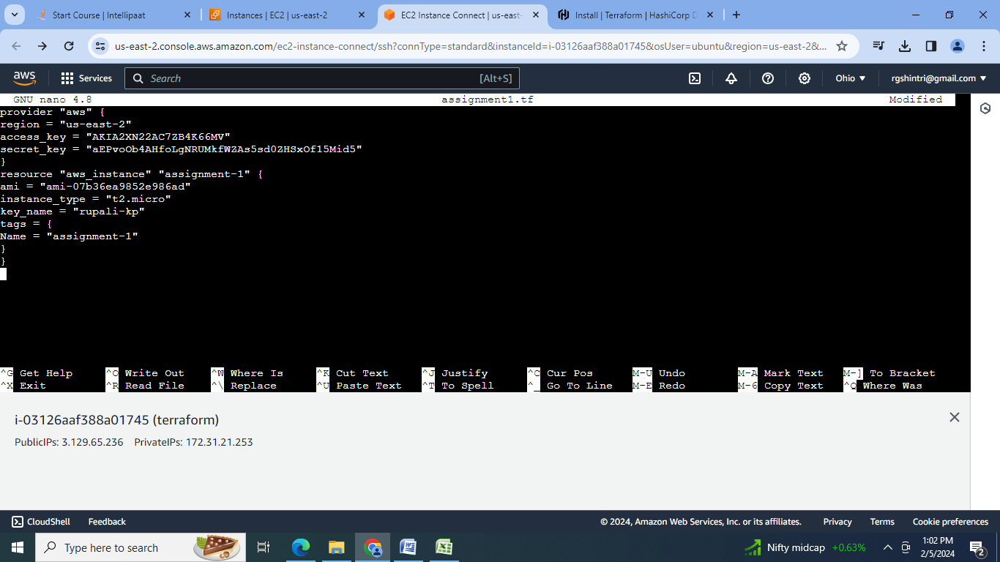 Start Course | Intellipaat
Instances | EC2 | us-east-2
EC2 Instance Connect | us-east-
Install | Terraform | HashiCorp D
us-east-2.console.aws.amazon.com/ec2-instance-connect/ssh?connType=standard&instanceId=i-03126aaf388a01745&osUser=ubuntu&region=us-east-2&...
aws Services Search [Alt+S] Ohio rgshintri@gmail.com
GNU nano 4.8 assignment1.tf Modified
provider "aws" {
region = "us-east-2"
access_key = "AKIA2XN22AC7ZB4K66MV"
secret_key =
}
resource "aws_instance" "assignment-1" {
ami = "ami-07b36ea9852e986ad"
instance_type = "t2.micro"
key_name = "rupali-kp"
tags = {
Name = "assignment-1"
}
}
^G Get Help ^O Write Out ^W Where Is ^K Cut Text ^J Justify ^C Cur Pos M-U Undo M-A Mark Text M-] To Bracket
^X Exit ^R Read File ^\ Replace ^U Paste Text ^T To Spell ^_ Go To Line M-E Redo M-6 Copy Text ^Q Where Was
i-03126aaf388a01745 (terraform)
PublicIPs: 3.129.65.236 PrivateIPs: 172.31.21.253
CloudShell Feedback © 2024, Amazon Web Services, Inc. or its affiliates. Privacy Terms Cookie preferences
Type here to search
Nifty midcap +0.63%
1:02 PM
2/5/2024
2